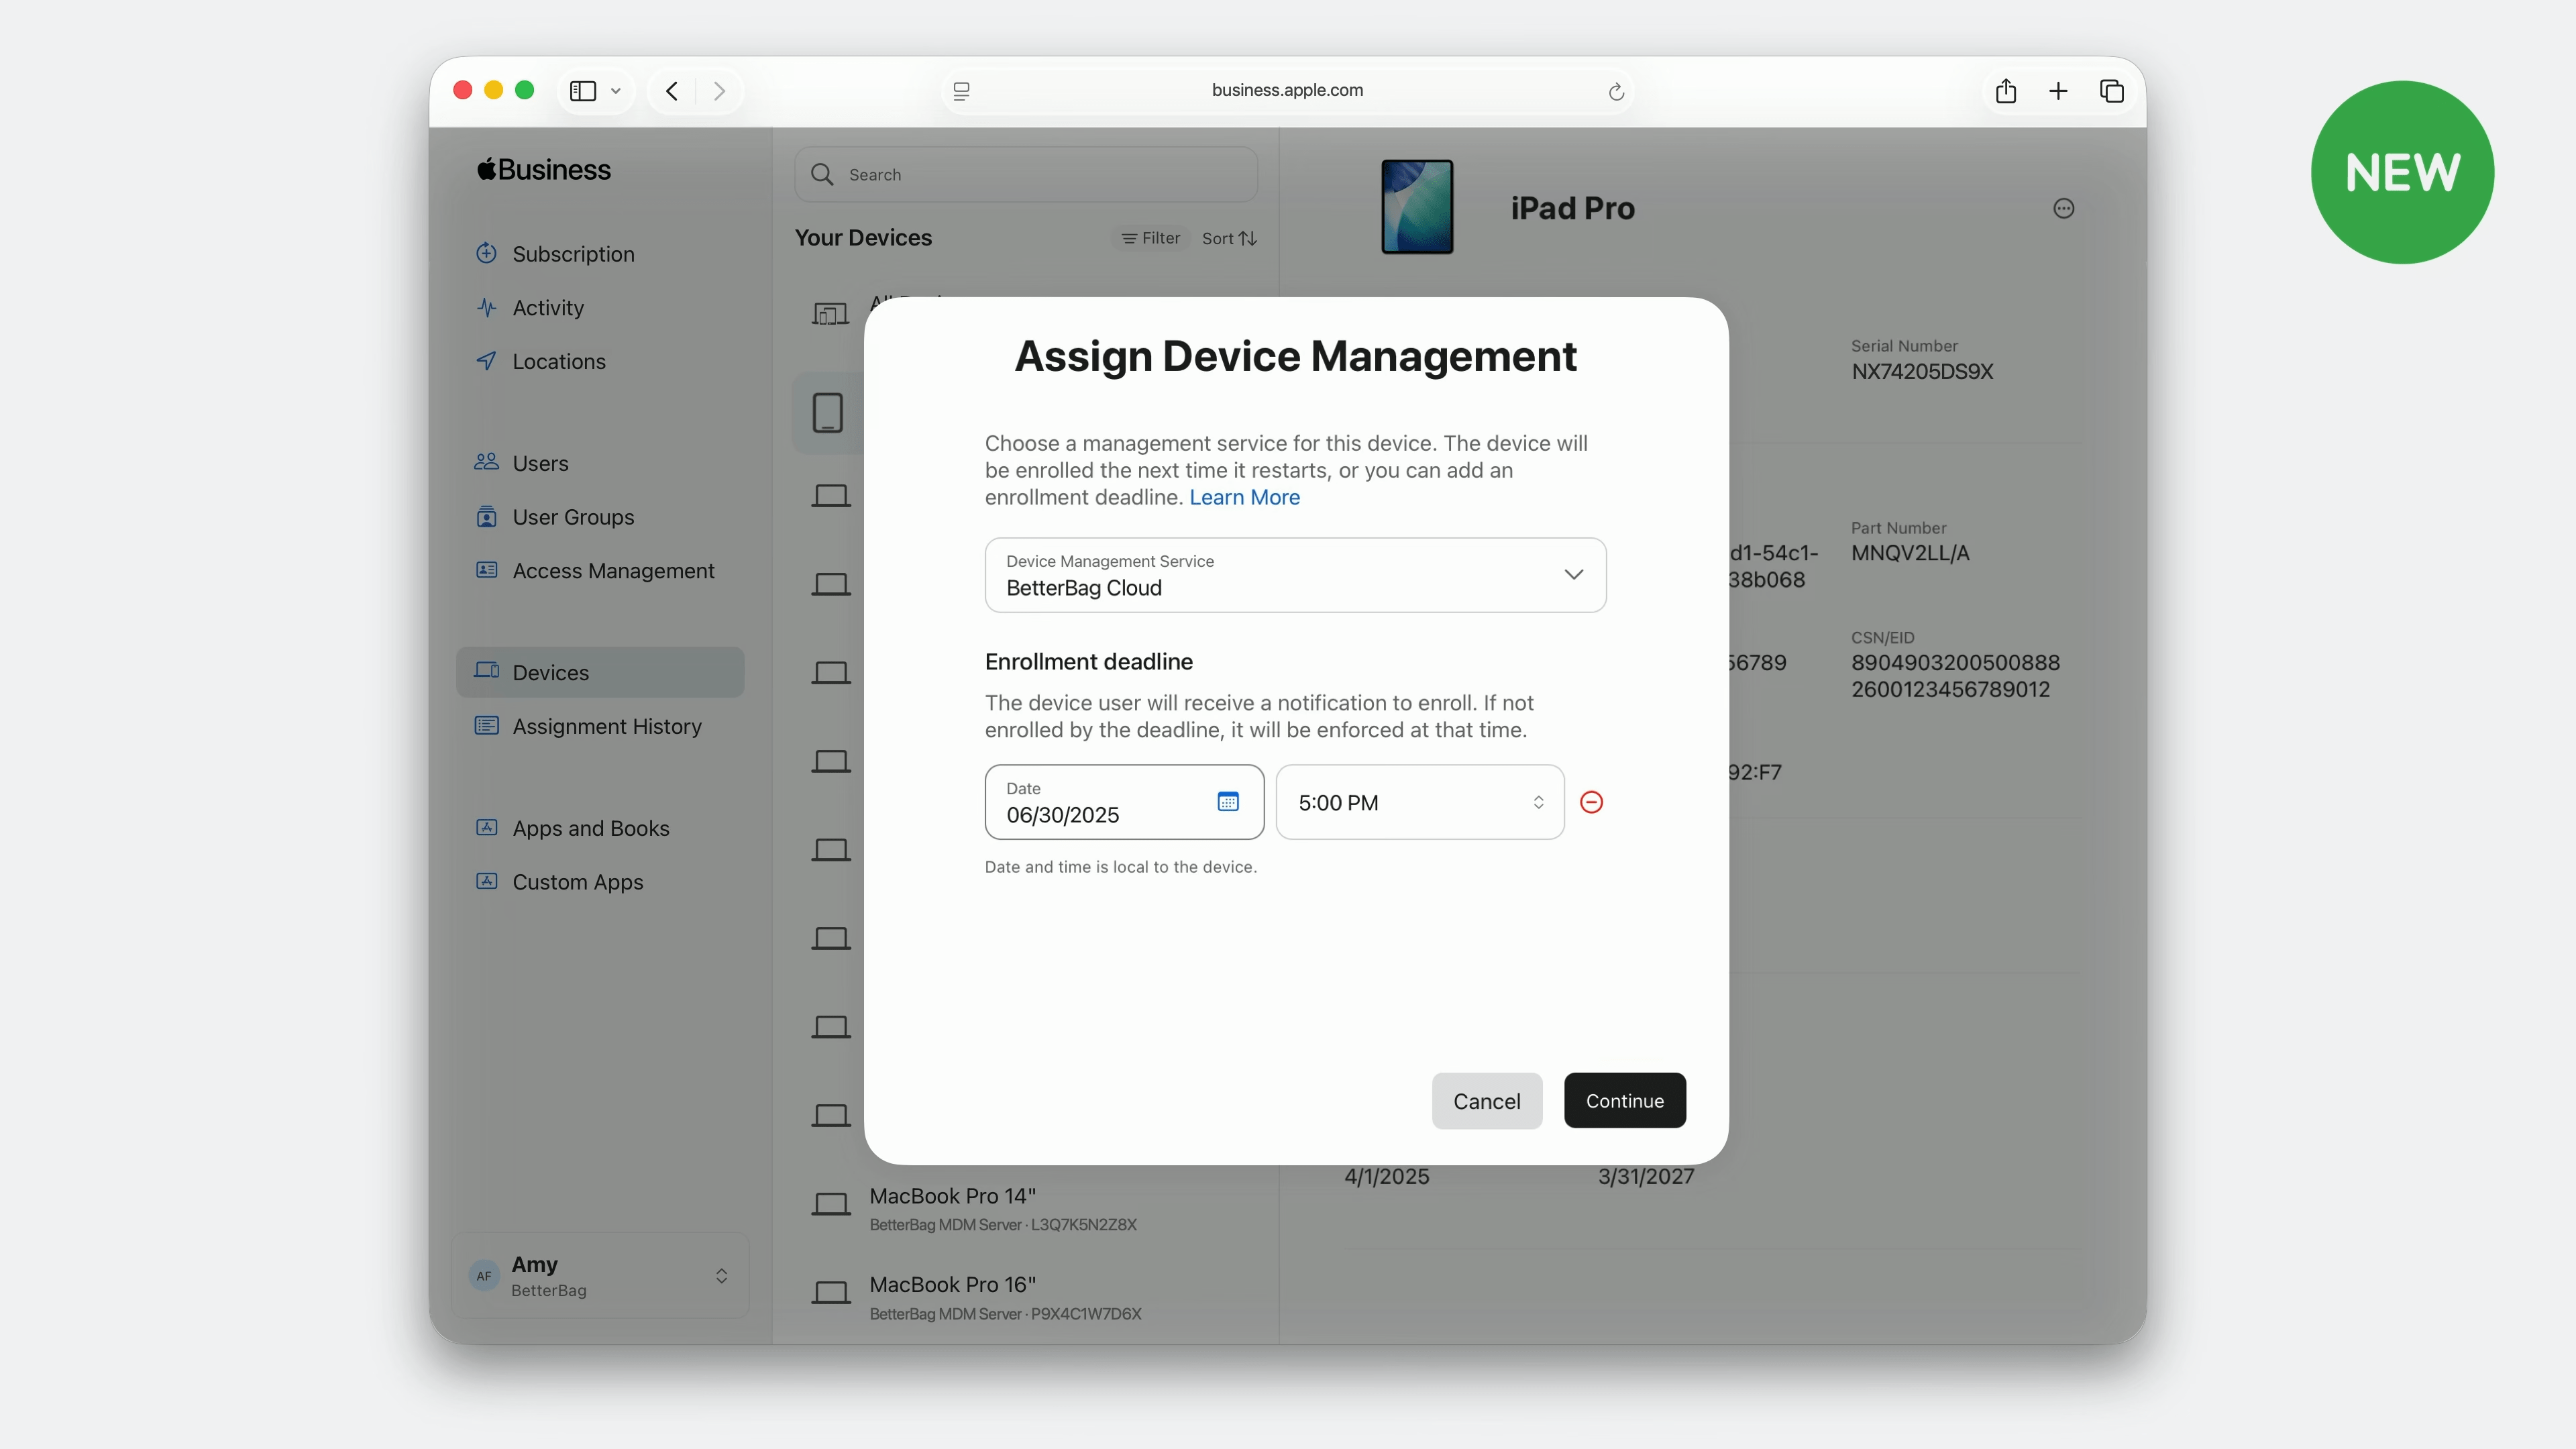 business.apple.com
NEW
Business
Subscription
Activity
Locations
Users
User Groups
Access Management
Devices
Assignment History
Apps and Books
Custom Apps
AF
Amy
BetterBag
Search
Your Devices
Filter
Sort
MacBook Pro 14"
BetterBag MDM Server · L3Q7K5N2Z8X
MacBook Pro 16"
BetterBag MDM Server · P9X4C1W7D6X
Assign Device Management
Choose a management service for this device. The device will
be enrolled the next time it restarts, or you can add an
enrollment deadline. Learn More
Device Management Service
BetterBag Cloud
Enrollment deadline
The device user will receive a notification to enroll. If not
enrolled by the deadline, it will be enforced at that time.
Date
06/30/2025
5:00 PM
Date and time is local to the device.
Cancel
Continue
iPad Pro
Serial Number
NX74205DS9X
d1-54c1-
38b068
Part Number
MNQV2LL/A
56789
CSN/EID
8904903200500888
2600123456789012
92:F7
4/1/2025
3/31/2027